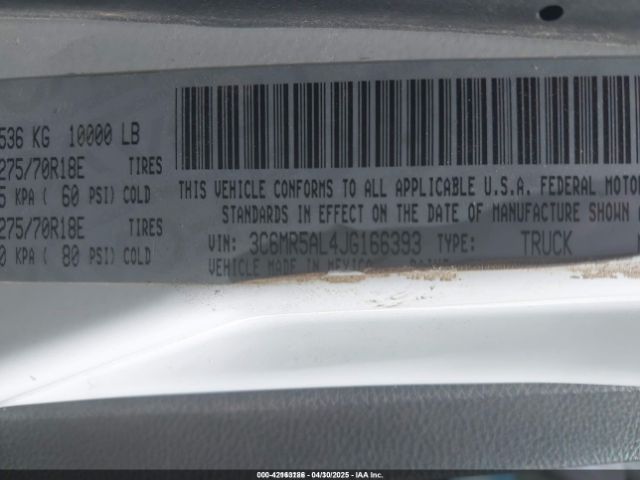 536 KG 10000 LB
275/70R18E TIRES
5 KPA ( 60 PSI) COLD
275/70R18E TIRES
0 KPA ( 80 PSI) COLD
THIS VEHICLE CONFORMS TO ALL APPLICABLE U.S.A. FEDERAL MOTO
STANDARDS IN EFFECT ON THE DATE OF MANUFACTURE SHOWN
VIN: 3C6MR5AL4JG166393 TYPE: TRUCK
VEHICLE MADE IN MEXICO
000-42163186 - 04/30/2025 - IAA Inc.